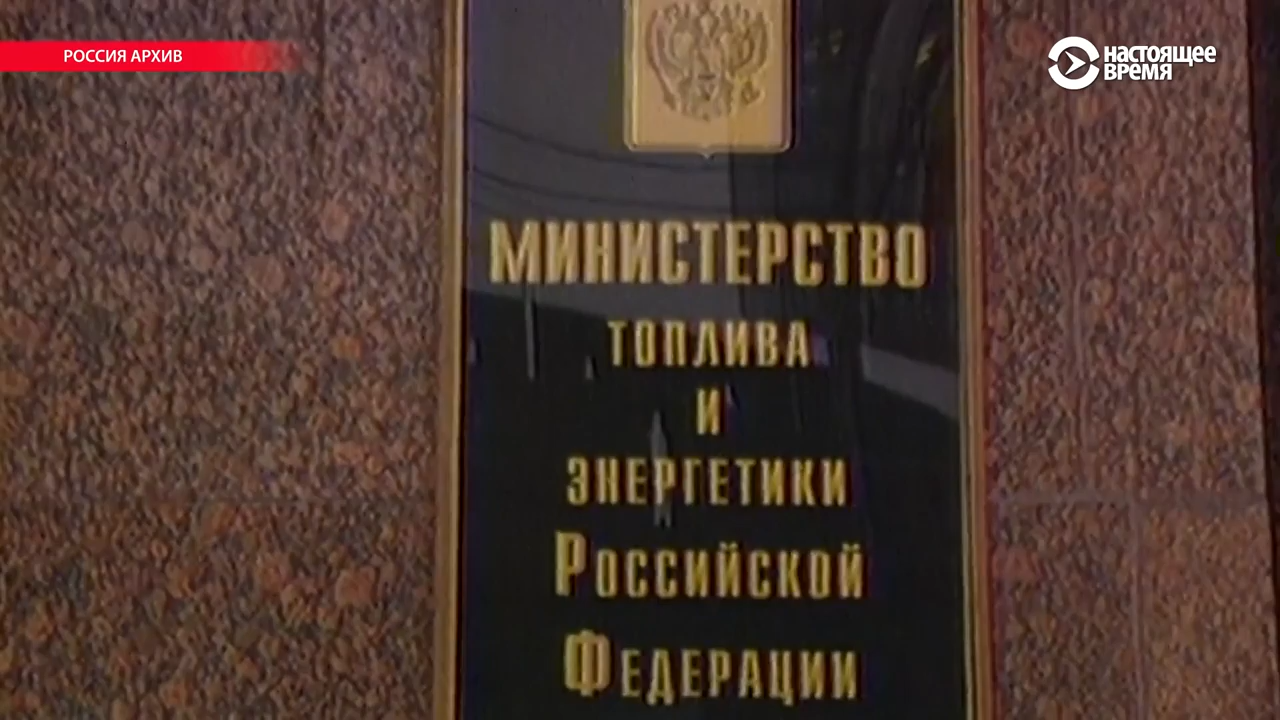 РОССИЯ АРХИВ
НАСТОЯЩЕЕ
ВРЕМЯ
МИНИСТЕРСТВО
ТОПЛИВА
И
ЭНЕРГЕТИКИ
РОССИЙСКОЙ
ФЕДЕРАЦИИ